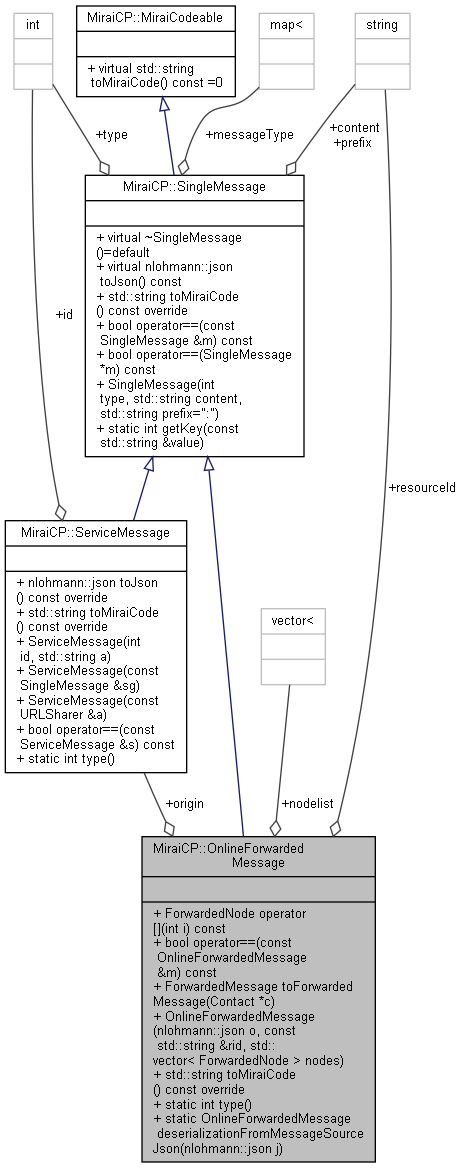 int
MiraiCP::MiraiCodeable
+ virtual std::string
toMiraiCode() const =0
map<
string
+type
+messageType
+content
+prefix
MiraiCP::SingleMessage
+ virtual ~SingleMessage
()=default
+ virtual nlohmann::json
toJson() const
+ std::string toMiraiCode
() const override
+ bool operator==(const
SingleMessage &m) const
+ bool operator==(SingleMessage
*m) const
+ SingleMessage(int
type, std::string content,
std::string prefix=":")
+ static int getKey(const
std::string &value)
+id
+resourceId
MiraiCP::ServiceMessage
+ nlohmann::json toJson
() const override
+ std::string toMiraiCode
() const override
+ ServiceMessage(int
id, std::string a)
+ ServiceMessage(const
SingleMessage &sg)
+ ServiceMessage(const
URLSharer &a)
+ bool operator==(const
ServiceMessage &s) const
+ static int type()
vector<
+origin
+nodelist
MiraiCP::OnlineForwarded
Message
+ ForwardedNode operator
[](int i) const
+ bool operator==(const
OnlineForwardedMessage
&m) const
+ ForwardedMessage toForwarded
Message(Contact *c)
+ OnlineForwardedMessage
(nlohmann::json o, const
std::string &rid, std::
vector< ForwardedNode > nodes)
+ std::string toMiraiCode
() const override
+ static int type()
+ static OnlineForwardedMessage
deserializationFromMessageSource
Json(nlohmann::json j)